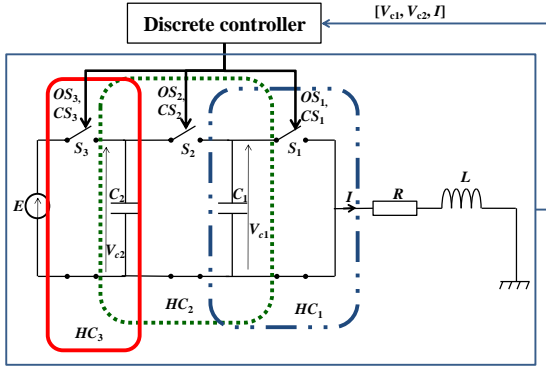 Discrete controller
[Vc1, Vc2, I]
OS3,
CS3
OS2,
CS2
OS1,
CS1
S3
S2
S1
E
C2
C1
Vc2
Vc1
I
R
L
HC3
HC2
HC1